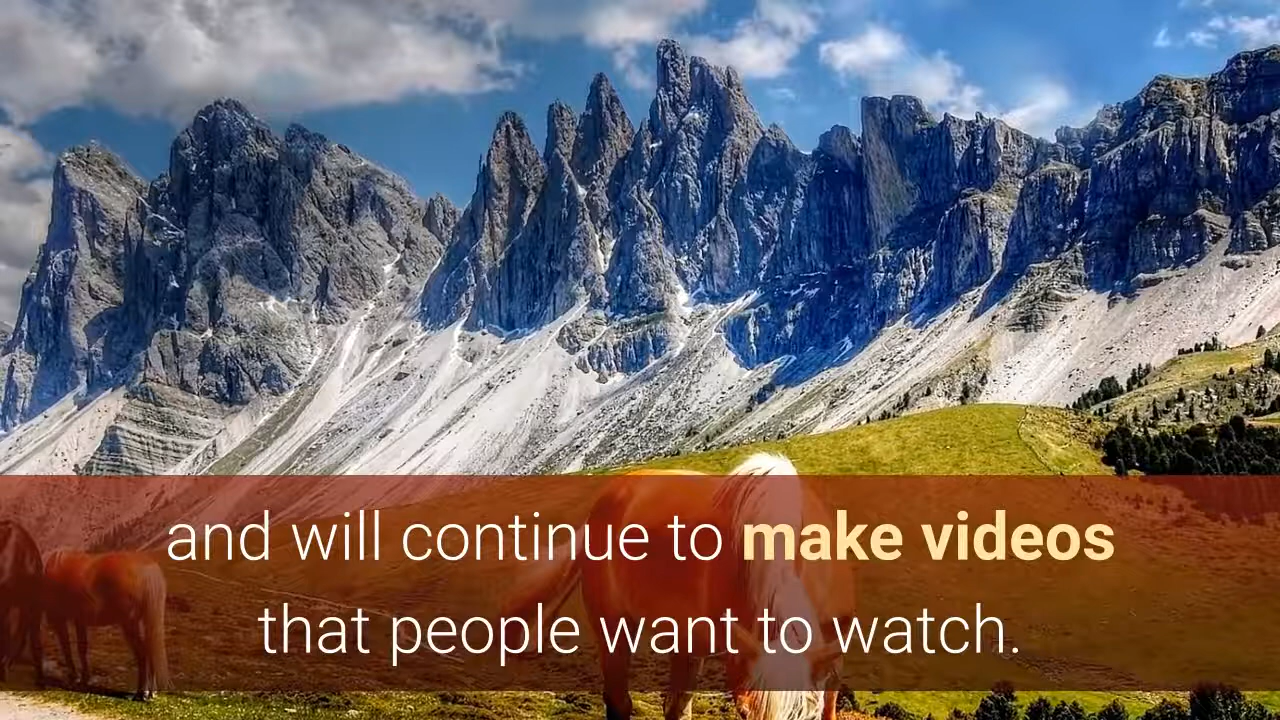 and will continue to make videos
that people want to watch.